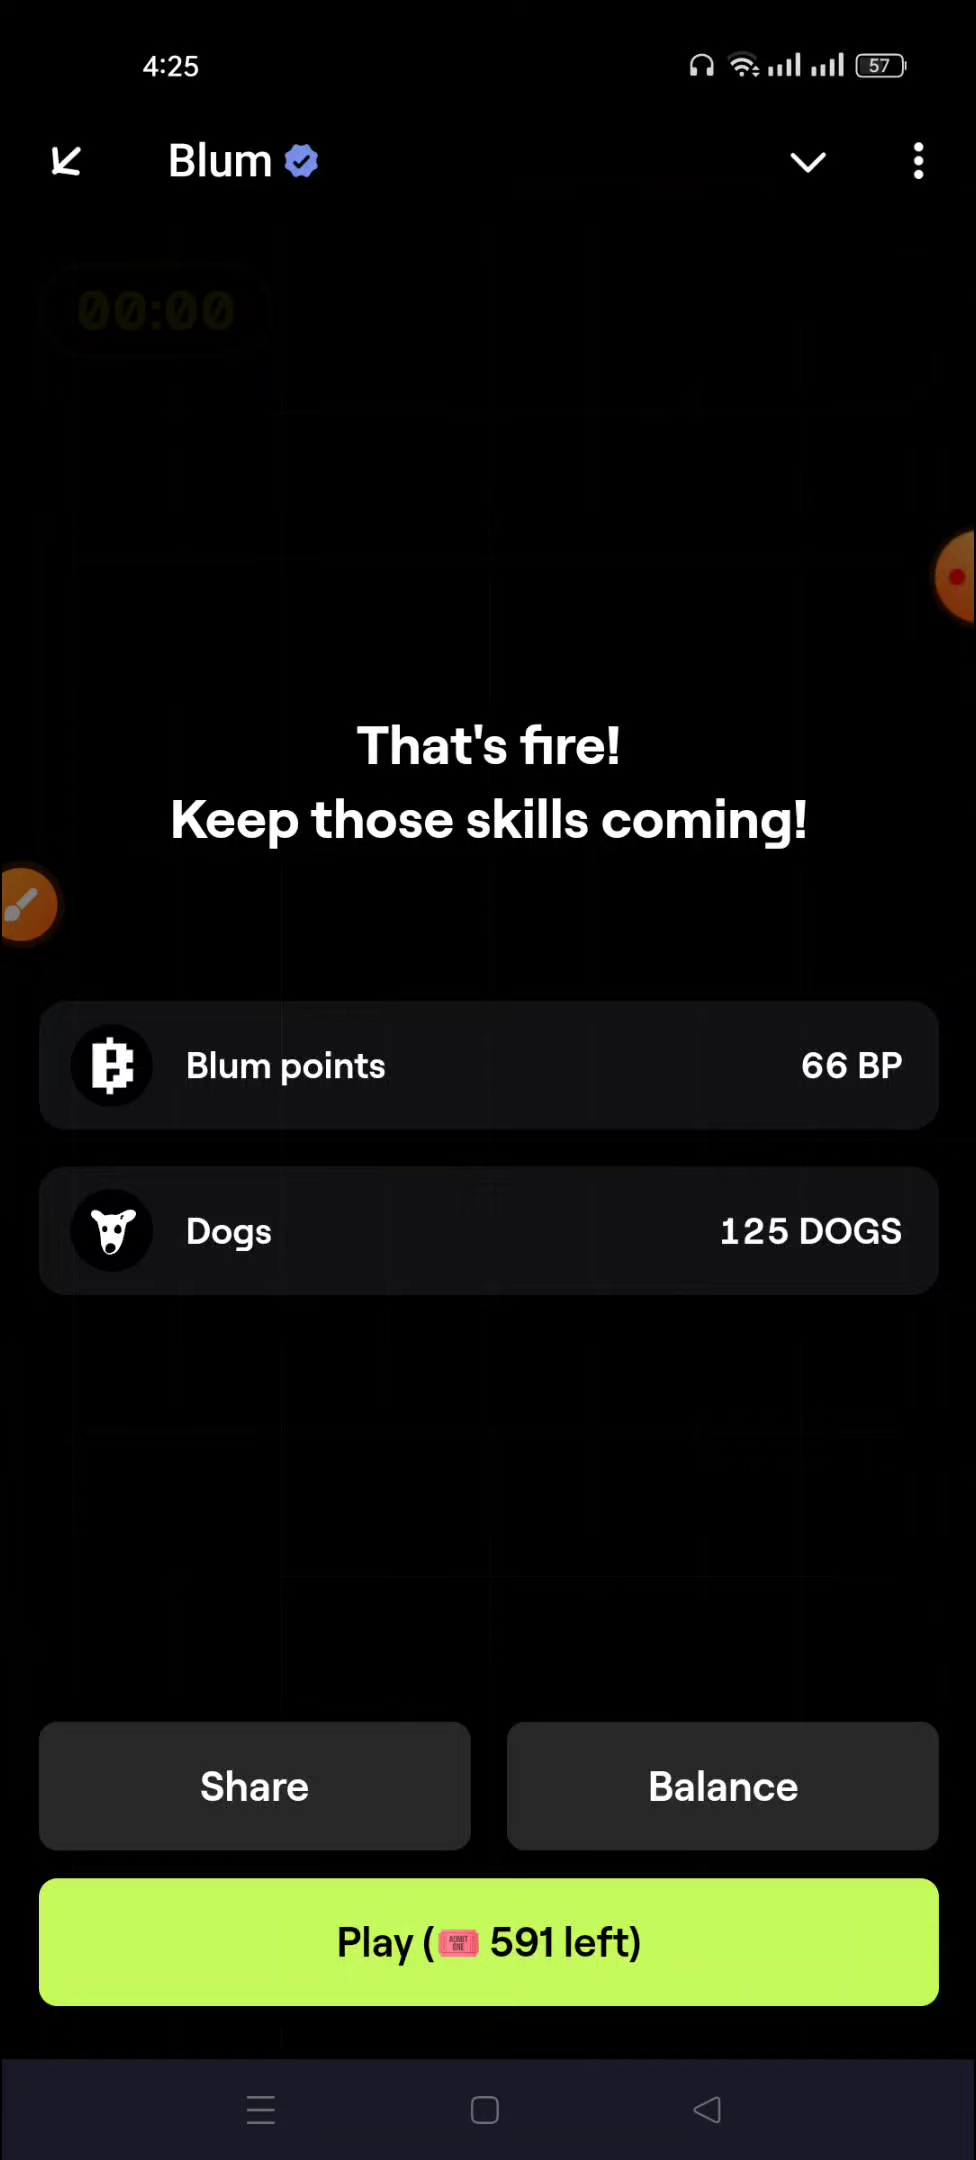 4:25
57
Blum
00:00
That's fire!
Keep those skills coming!
Blum points
66 BP
Dogs
125 DOGS
Share
Balance
Play (🎟 591 left)